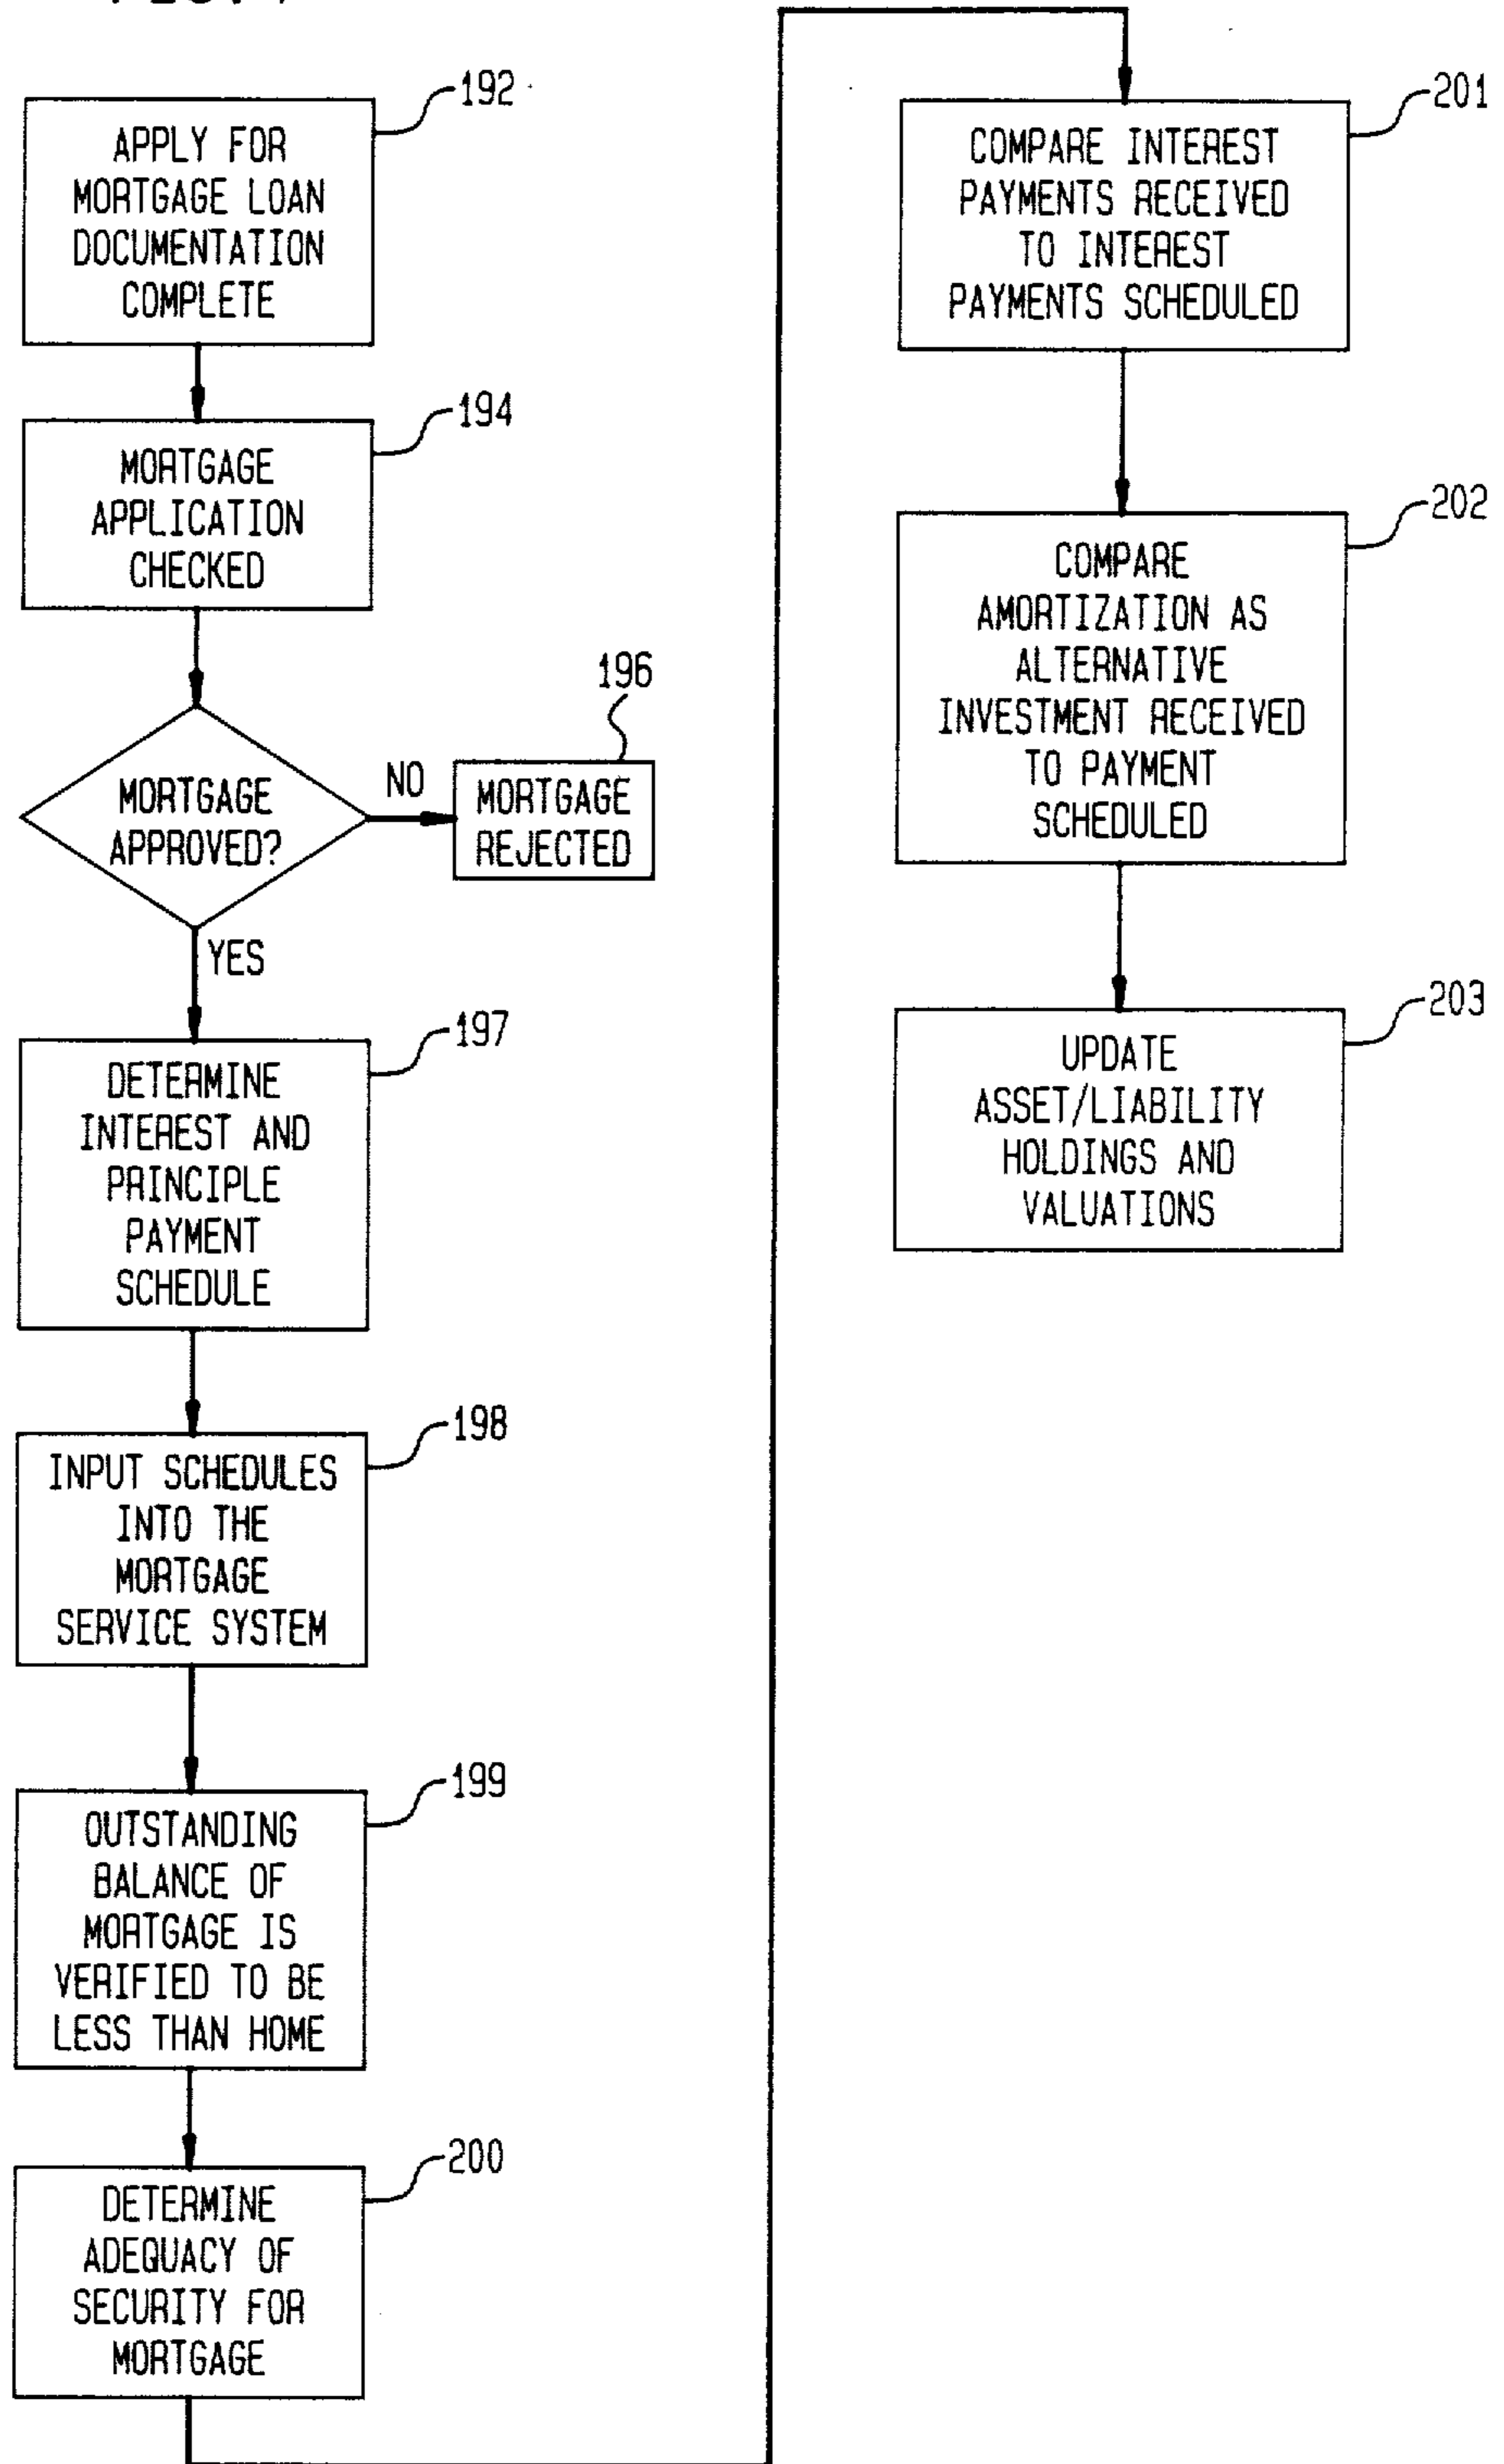 192
APPLY FOR
MORTGAGE LOAN
DOCUMENTATION
COMPLETE
194
MORTGAGE
APPLICATION
CHECKED
MORTGAGE
APPROVED?
NO
196
MORTGAGE
REJECTED
YES
197
DETERMINE
INTEREST AND
PRINCIPLE
PAYMENT
SCHEDULE
198
INPUT SCHEDULES
INTO THE
MORTGAGE
SERVICE SYSTEM
199
OUTSTANDING
BALANCE OF
MORTGAGE IS
VERIFIED TO BE
LESS THAN HOME
200
DETERMINE
ADEQUACY OF
SECURITY FOR
MORTGAGE
201
COMPARE INTEREST
PAYMENTS RECEIVED
TO INTEREST
PAYMENTS SCHEDULED
202
COMPARE
AMORTIZATION AS
ALTERNATIVE
INVESTMENT RECEIVED
TO PAYMENT
SCHEDULED
203
UPDATE
ASSET/LIABILITY
HOLDINGS AND
VALUATIONS